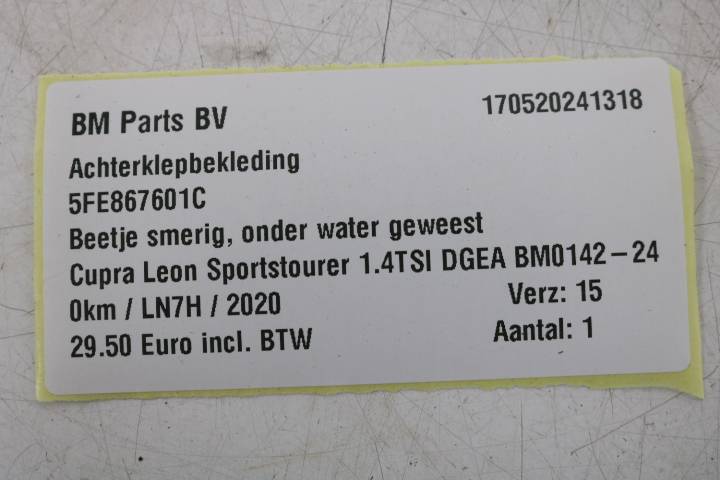 BM Parts BV 170520241318
Achterklepbekleding
5FE867601C
Beetje smerig, onder water geweest
Cupra Leon Sportstourer 1.4TSI DGEA BM0142-24
0km / LN7H / 2020 Verz: 15
29.50 Euro incl. BTW Aantal: 1